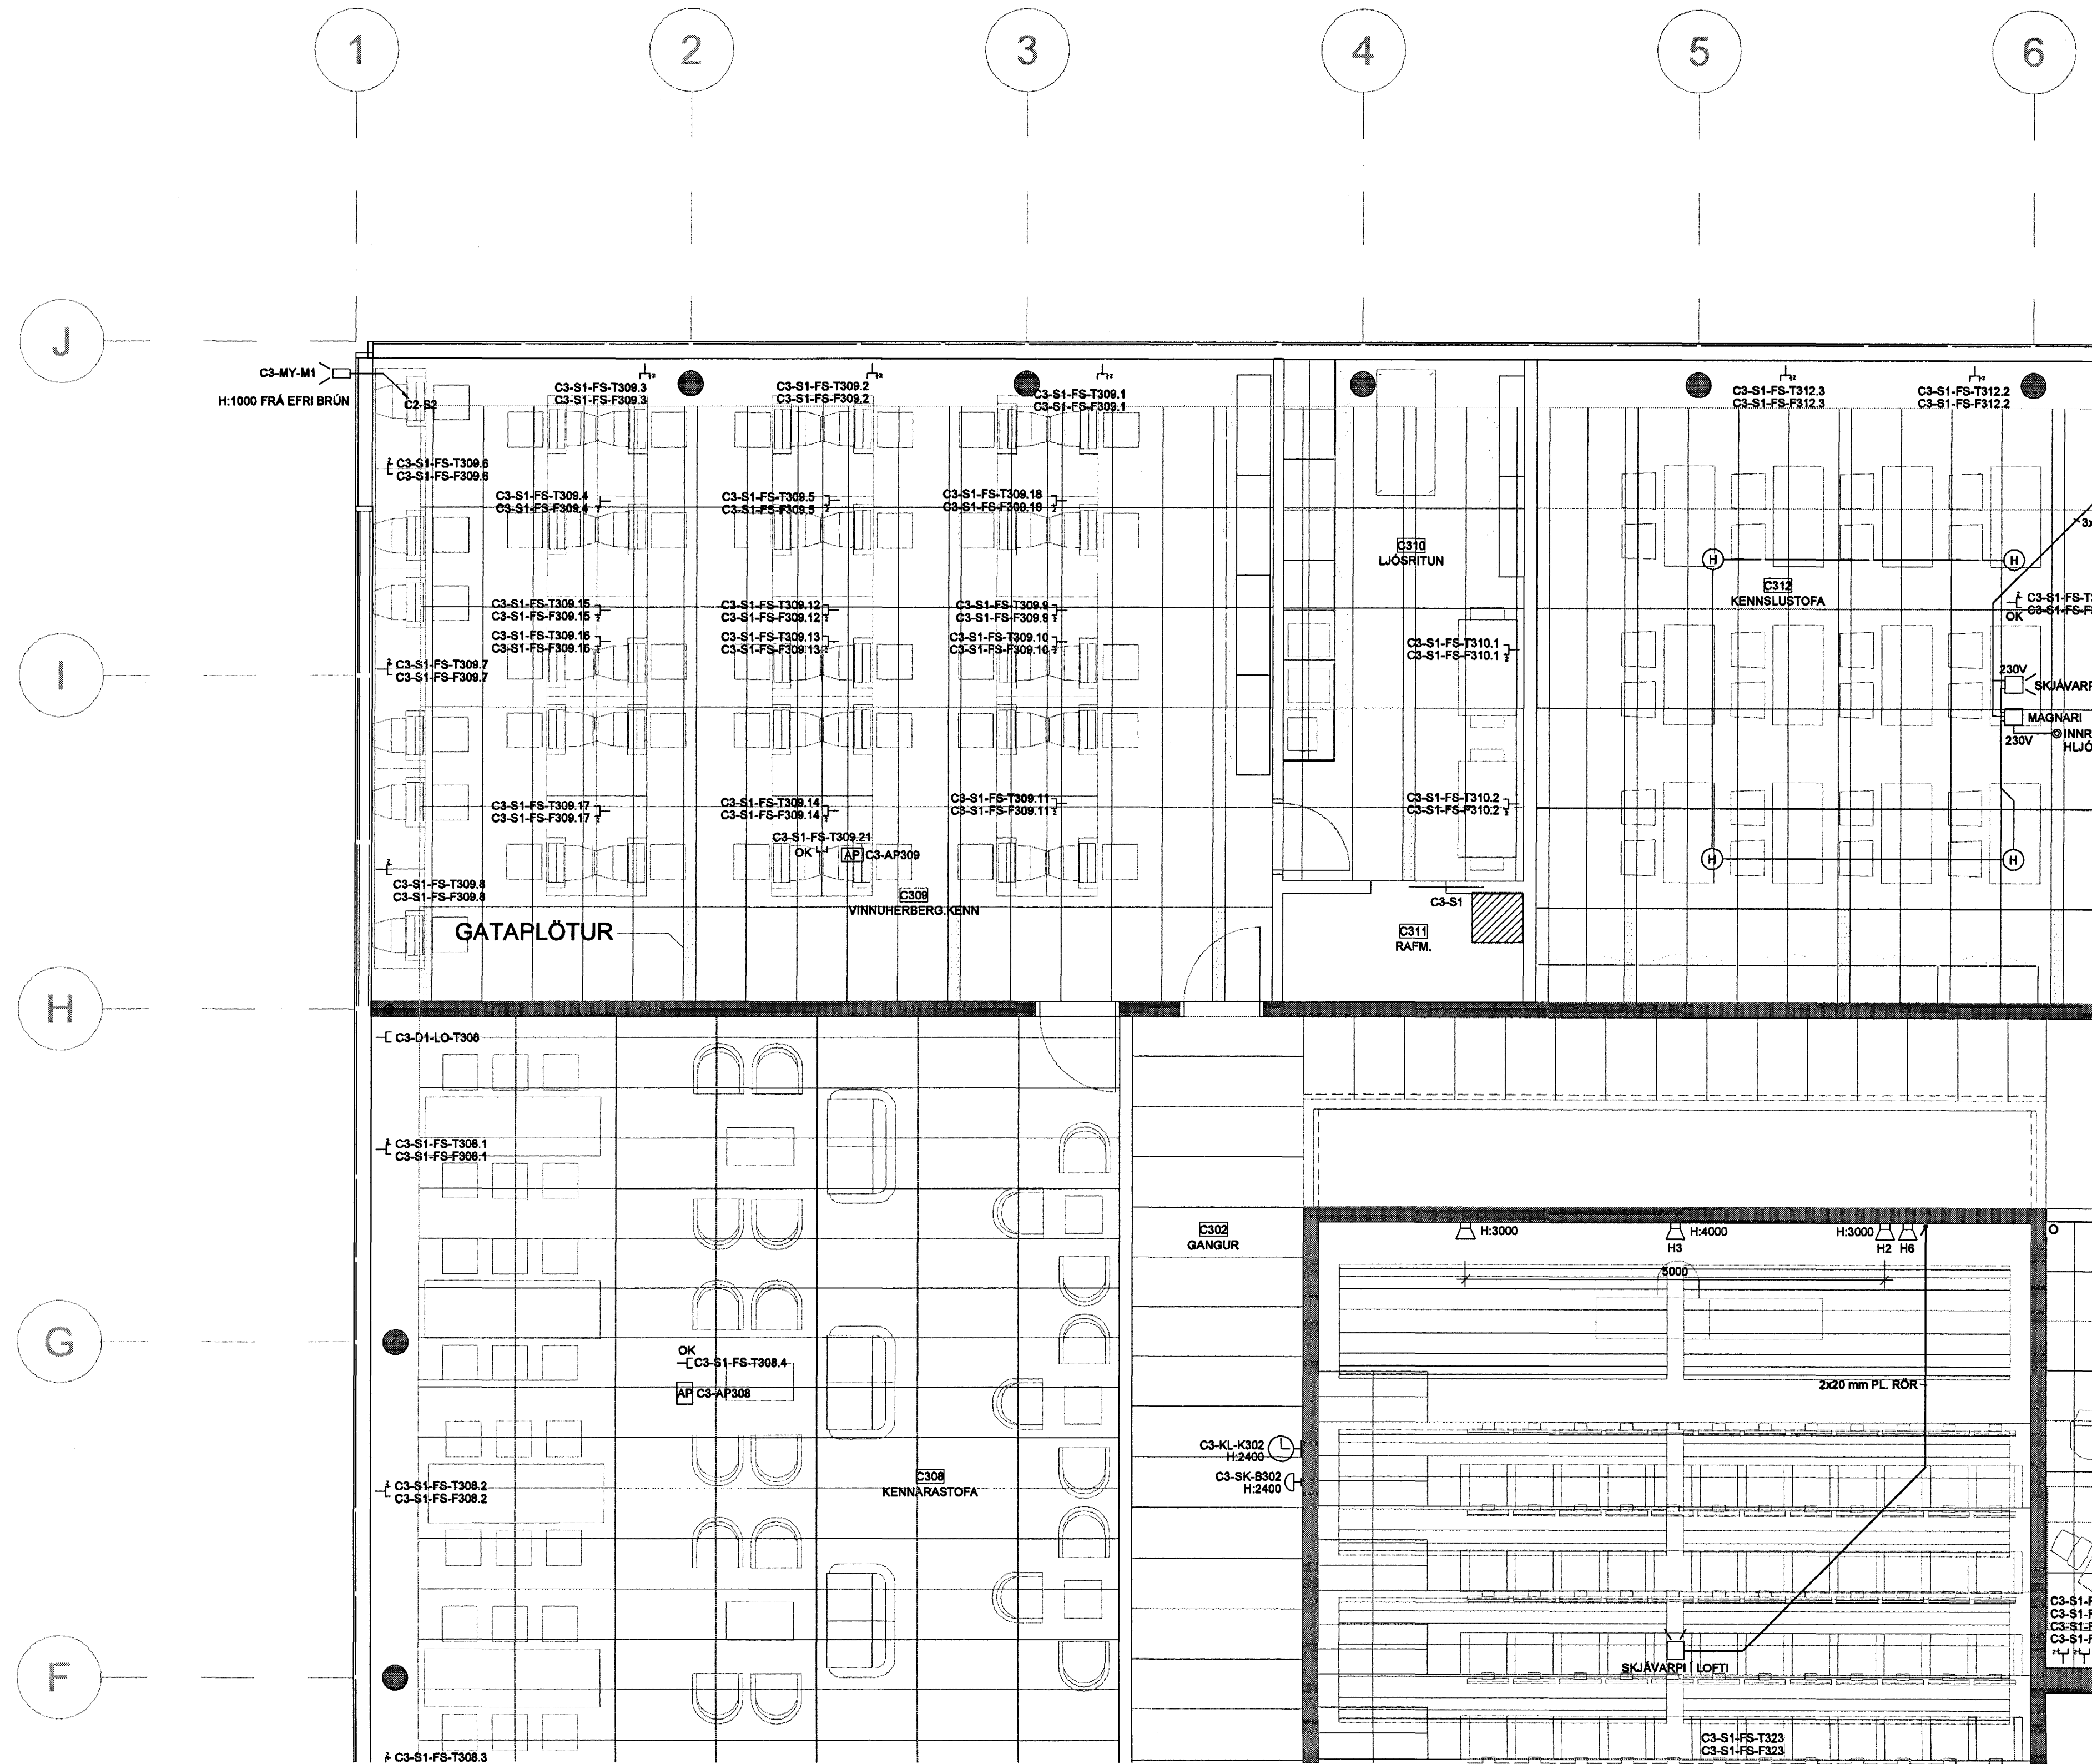 1
2
3
4
5
6
J
I
H
G
F
C3-MY-M1
H:1000 FRÁ EFRI BRÚN
C2-S2
C3-S1-FS-T309.3
C3-S1-FS-F309.3
C3-S1-FS-T309.2
C3-S1-FS-F309.2
C3-S1-FS-T309.1
C3-S1-FS-F309.1
C3-S1-FS-T312.3
C3-S1-FS-F312.3
C3-S1-FS-T312.2
C3-S1-FS-F312.2
C3-S1-FS-T309.6
C3-S1-FS-F309.6
C3-S1-FS-T309.4
C3-S1-FS-F309.4
C3-S1-FS-T309.5
C3-S1-FS-F309.5
C3-S1-FS-T309.18
C3-S1-FS-F309.19
C310
LJÓSRITUN
H
H
C312
KENNSLUSTOFA
OK
C3-S1-FS-T309.15
C3-S1-FS-F309.15
C3-S1-FS-T309.12
C3-S1-FS-F309.12
C3-S1-FS-T309.9
C3-S1-FS-F309.9
C3-S1-FS-T309.16
C3-S1-FS-F309.16
C3-S1-FS-T309.13
C3-S1-FS-F309.13
C3-S1-FS-T309.10
C3-S1-FS-F309.10
C3-S1-FS-T310.1
C3-S1-FS-F310.1
C3-S1-FS-T309.7
C3-S1-FS-F309.7
230V
SKJÁVARP
MAGNARI
230V
INNR
HLJÓ
C3-S1-FS-T309.17
C3-S1-FS-F309.17
C3-S1-FS-T309.14
C3-S1-FS-F309.14
C3-S1-FS-T309.11
C3-S1-FS-F309.11
C3-S1-FS-T310.2
C3-S1-FS-F310.2
C3-S1-FS-T309.21
OK
AP C3-AP309
H
H
C3-S1-FS-T309.8
C3-S1-FS-F309.8
C309
VINNUHERBERG.KENN
C3-S1
GATAPLÖTUR
C311
RAFM.
C3-D1-LO-T308
C3-S1-FS-T308.1
C3-S1-FS-F308.1
C302
GANGUR
H:3000
H:4000
H3
H:3000
H2 H6
5000
OK
C3-S1-FS-T308.4
AP C3-AP308
2x20 mm PL. RÖR
C3-KL-K302
H:2400
C3-SK-B302
H:2400
C308
KENNARASTOFA
C3-S1-FS-T308.2
C3-S1-FS-F308.2
C3-S1-F
C3-S1-F
C3-S1-F
C3-S1-F
SKJÁVARPI Í LOFTI
C3-S1-FS-T323
C3-S1-FS-F323
C3-S1-FS-T308.3